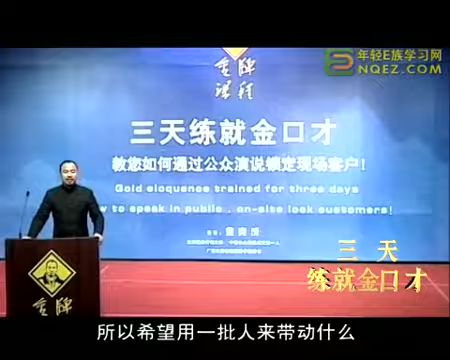 年轻E族学习网
NQEZ.COM
金牌
课程
三天练就金口才
教您如何通过公众演说锁定现场客户!
Gold eloquence trained for three days
w to speak in public , on-site lock customers!
三天
练就金口才
金牌
所以希望用一批人来带动什么